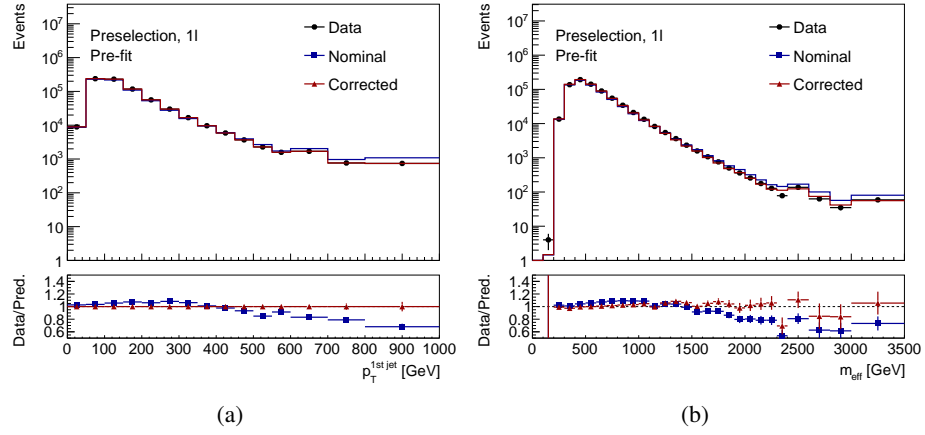 Events
10^7
10^6
10^5
10^4
10^3
10^2
10
1
Preselection, 1l
Pre-fit
Data
Nominal
Corrected
Data/Pred.
1.4
1.2
1
0.8
0.6
0 100 200 300 400 500 600 700 800 900 1000
p_T^{1st jet} [GeV]
(a)
Events
10^7
10^6
10^5
10^4
10^3
10^2
10
1
Preselection, 1l
Pre-fit
Data
Nominal
Corrected
Data/Pred.
1.4
1.2
1
0.8
0.6
0 500 1000 1500 2000 2500 3000 3500
m_eff [GeV]
(b)